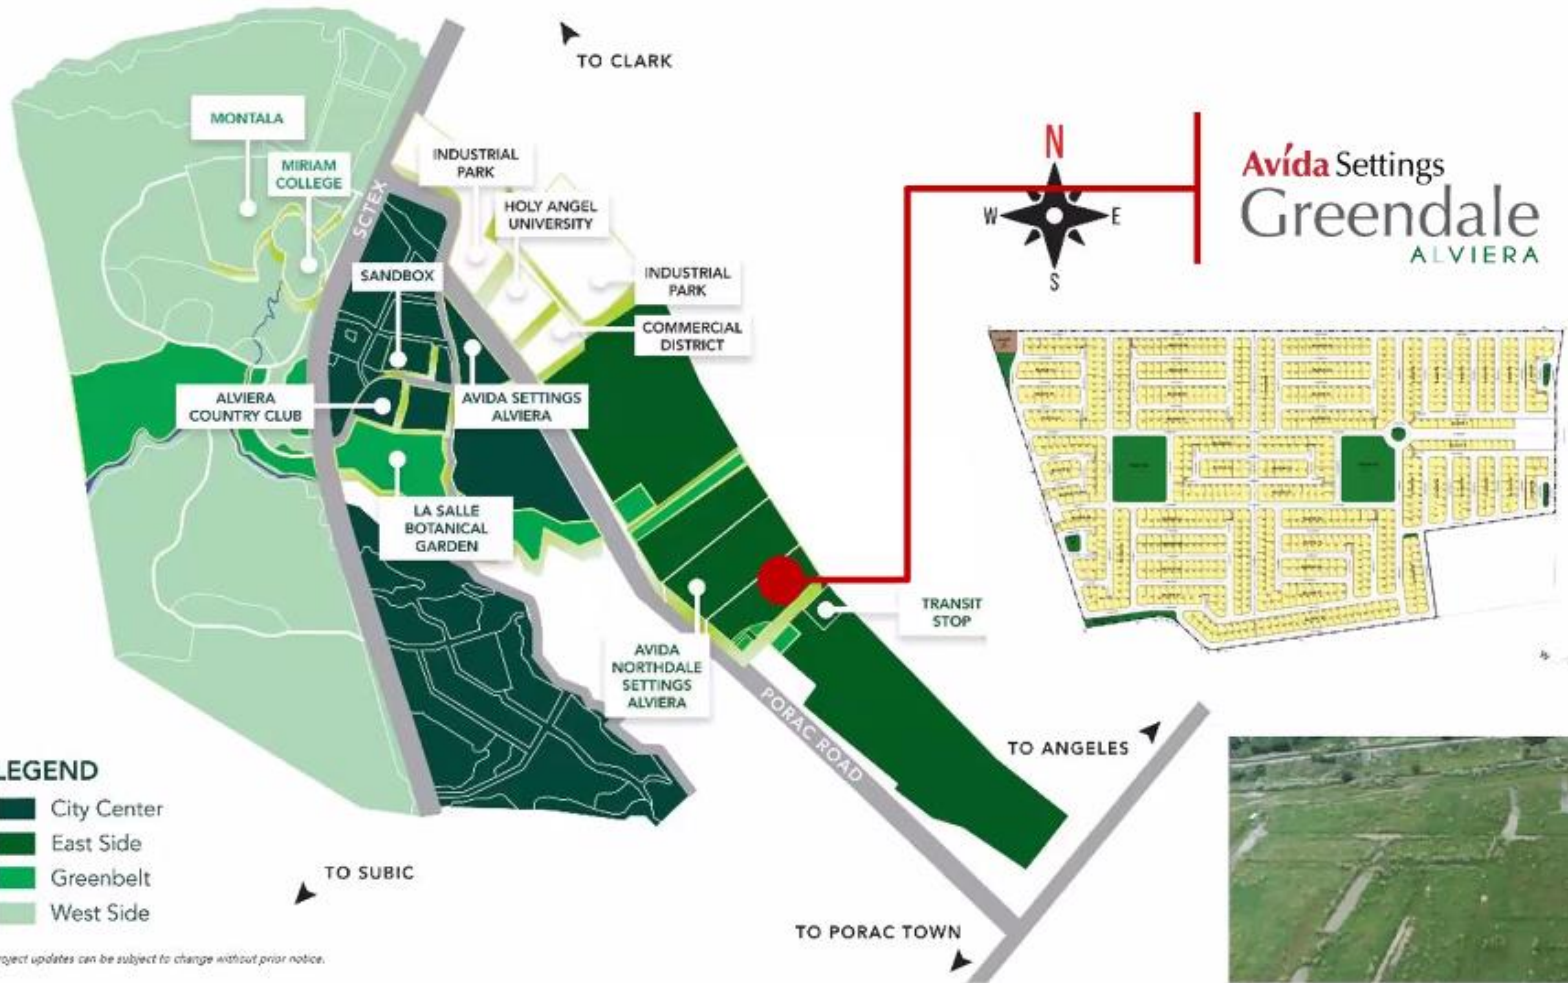 TO CLARK
MONTALA
MIRIAM
COLLEGE
SCTEX
INDUSTRIAL
PARK
HOLY ANGEL
UNIVERSITY
SANDBOX
INDUSTRIAL
PARK
COMMERCIAL
DISTRICT
ALVIERA
COUNTRY CLUB
AVIDA SETTINGS
ALVIERA
LA SALLE
BOTANICAL
GARDEN
AVIDA
NORTHDALE
SETTINGS
ALVIERA
TRANSIT
STOP
PORAC ROAD
TO ANGELES
TO SUBIC
TO PORAC TOWN
N
W
E
S
Avída Settings
Greendale
ALVIERA
LEGEND
City Center
East Side
Greenbelt
West Side
roject updates can be subject to change without prior notice.